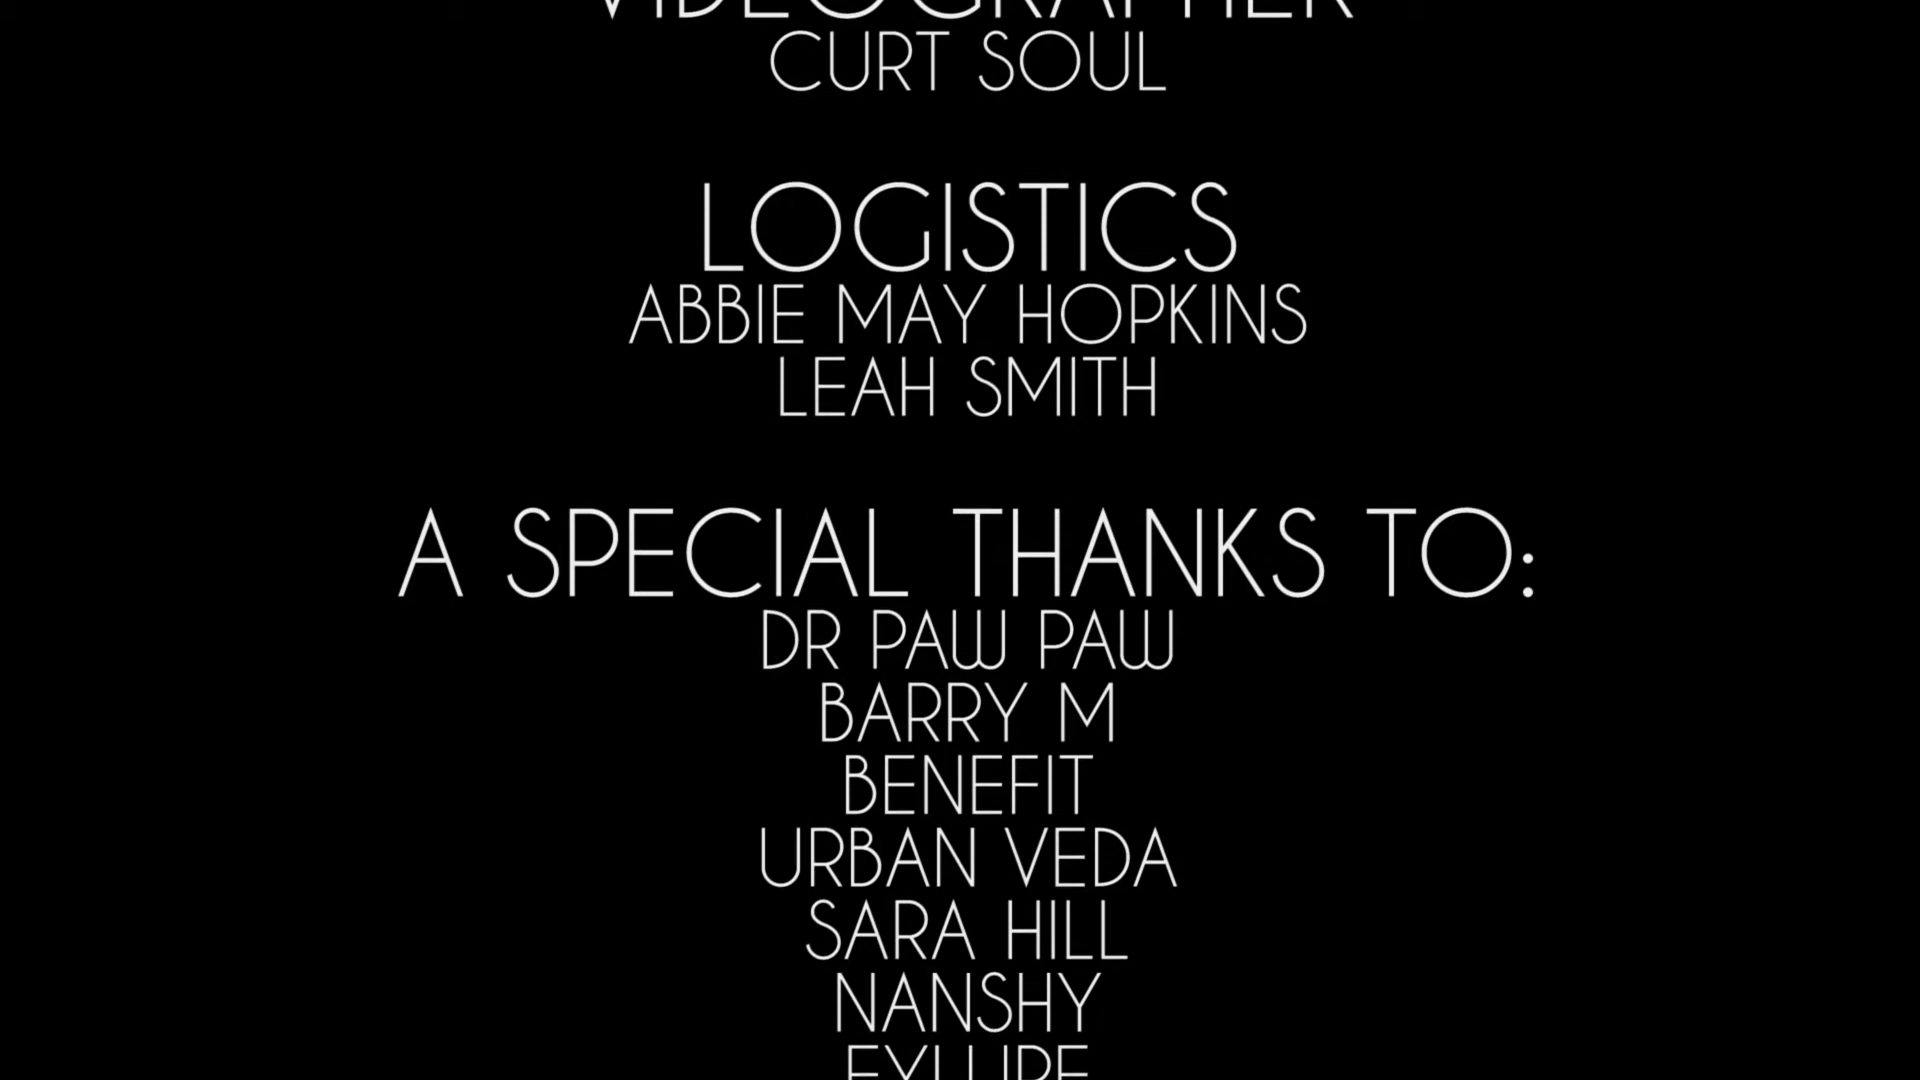 VIDEOGRAPHER
CURT SOUL
LOGISTICS
ABBIE MAY HOPKINS
LEAH SMITH
A SPECIAL THANKS TO:
DR PAW PAW
BARRY M
BENEFIT
URBAN VEDA
SARA HILL
NANSHY
EYLURE